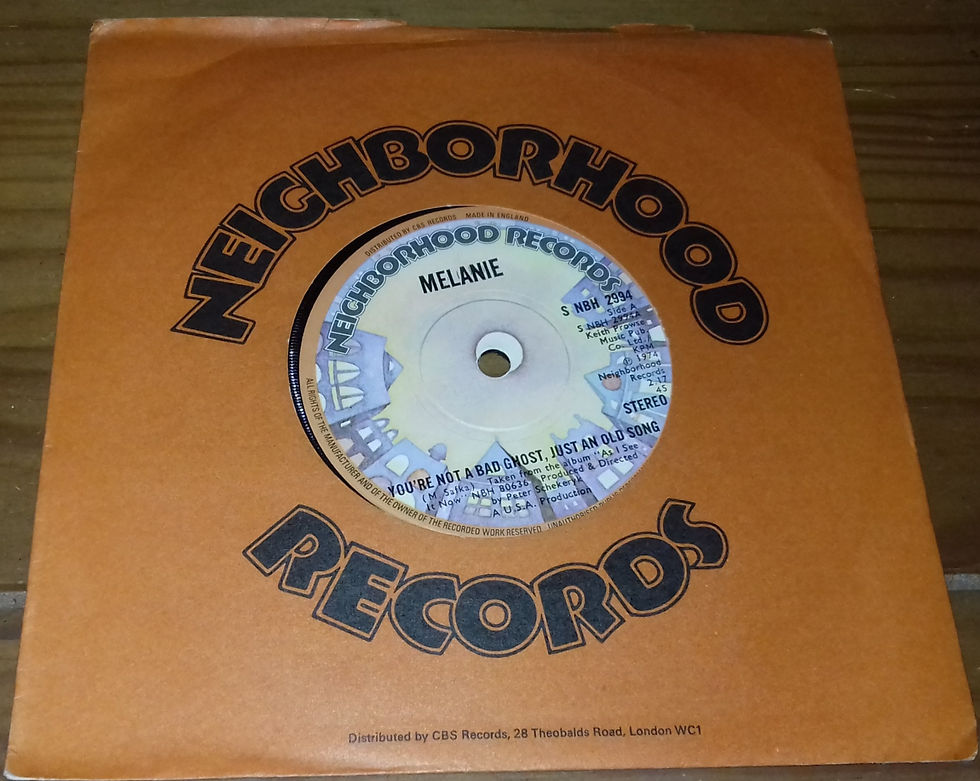 NEIGHBORHOOD
DISTRIBUTED BY CBS RECORDS MADE IN ENGLAND
NEIGHBORHOOD RECORDS
MELANIE
S NBH 2994
Side A
S NBH 2994A
Keith Prowse
Music Pub.
Co. Ltd./
KPM
℗ 1974
Neighborhood
Records
2.17
45
STEREO
YOU'RE NOT A BAD GHOST, JUST AN OLD SONG
(M. Safka) Taken from the album "As I See
It Now" NBH 80636 Produced & Directed
by Peter Schekeryk
A U.S.A. Production
ALL RIGHTS OF THE MANUFACTURER AND OF THE OWNER OF THE RECORDED WORK RESERVED. UNAUTHORISED
RECORDS
Distributed by CBS Records, 28 Theobalds Road, London WC1